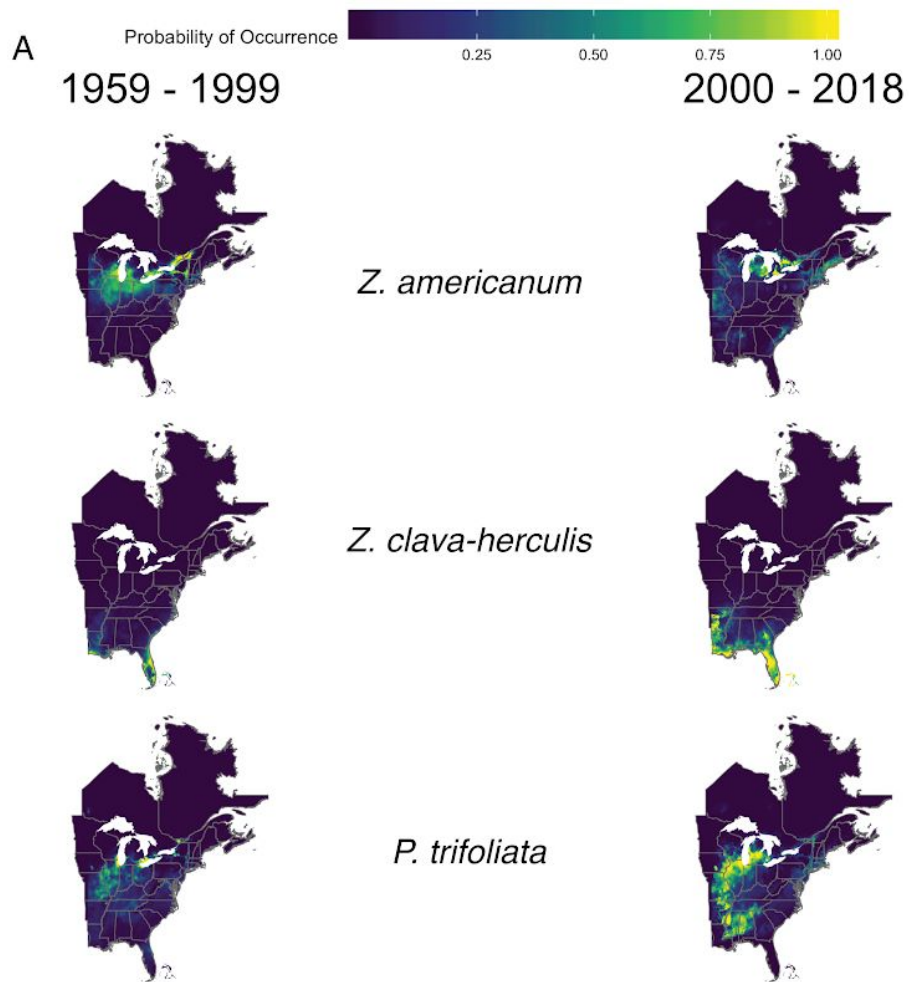 A
Probability of Occurrence
0.25 0.50 0.75 1.00
1959 - 1999 2000 - 2018
Z. americanum
Z. clava-herculis
P. trifoliata